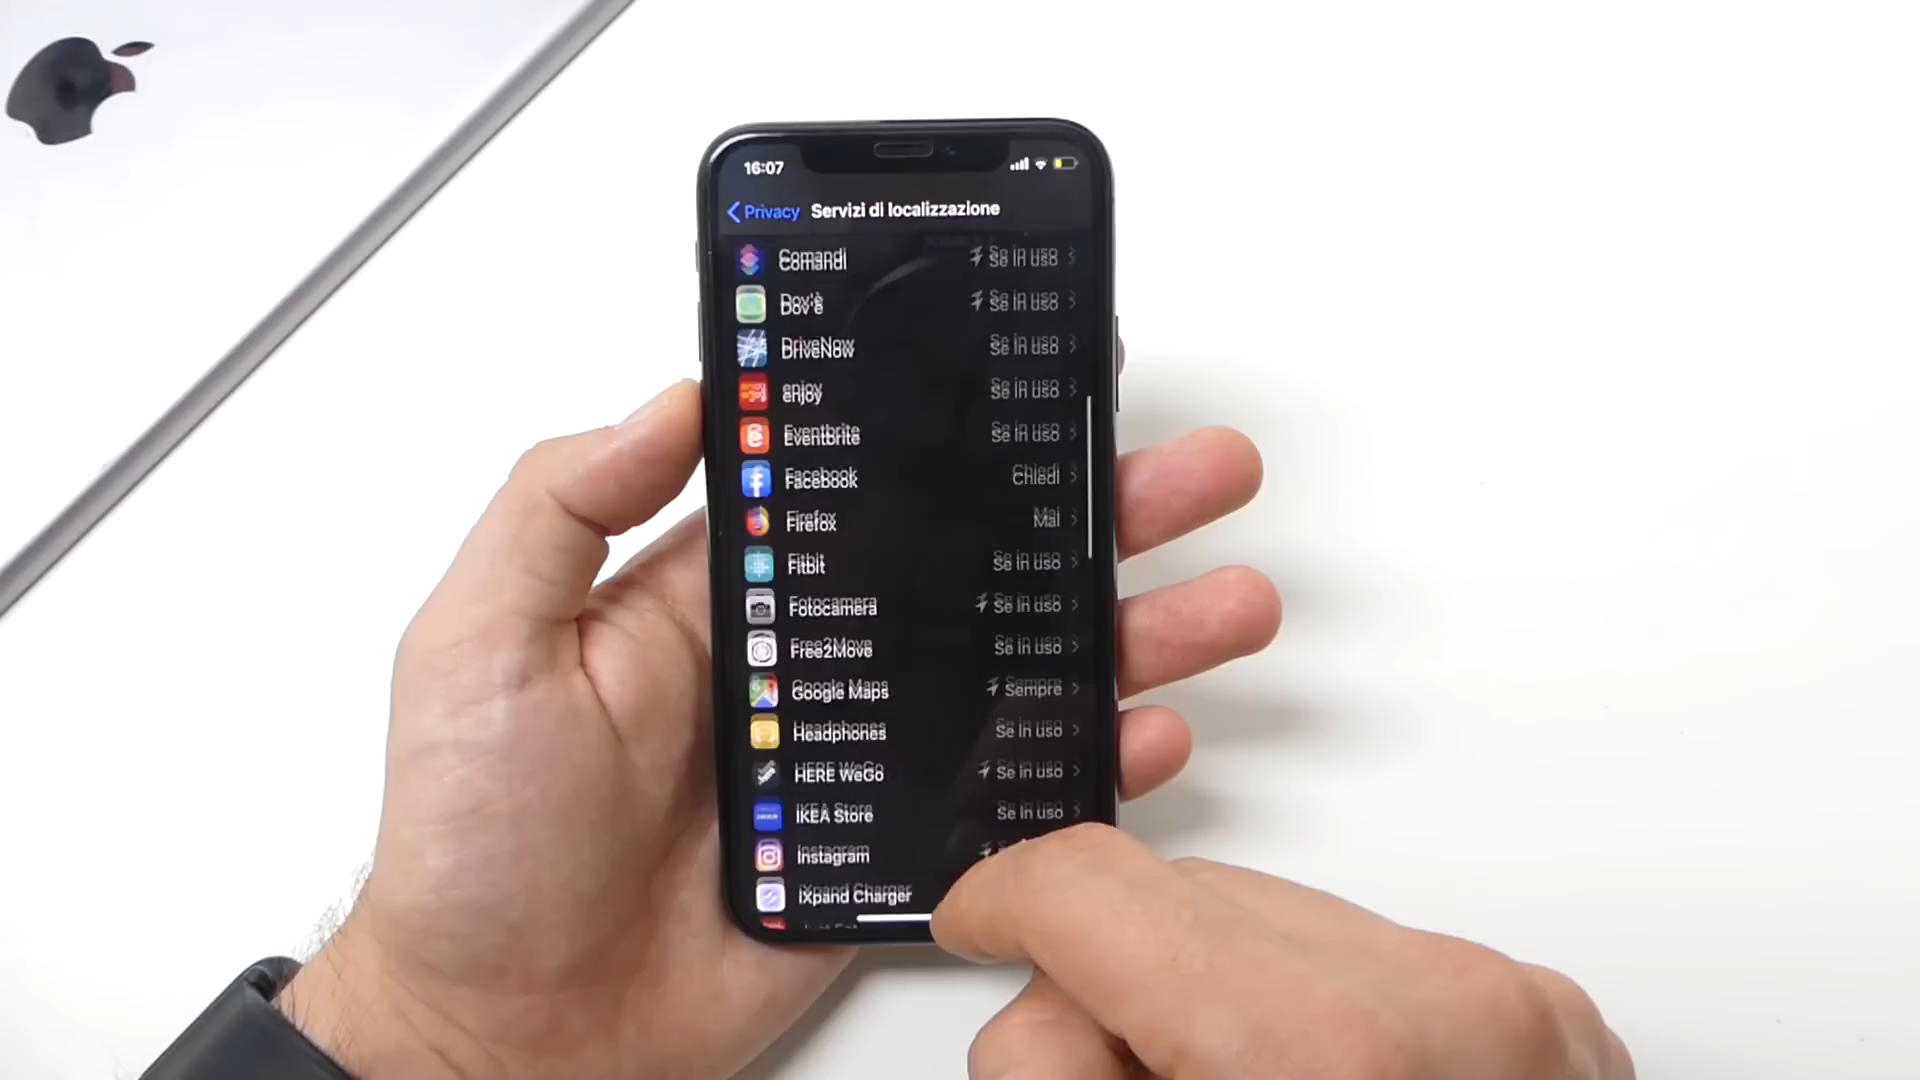 16:07
Privacy Servizi di localizzazione
Comandi Se in uso
Dov'è Se in uso
DriveNow Se in uso
enjoy Se in uso
Eventbrite Se in uso
Facebook Chiedi
Firefox Mai
Fitbit Se in uso
Fotocamera Se in uso
Free2Move Se in uso
Google Maps Sempre
Headphones Se in uso
HERE WeGo Se in uso
IKEA Store Se in uso
Instagram
iXpand Charger